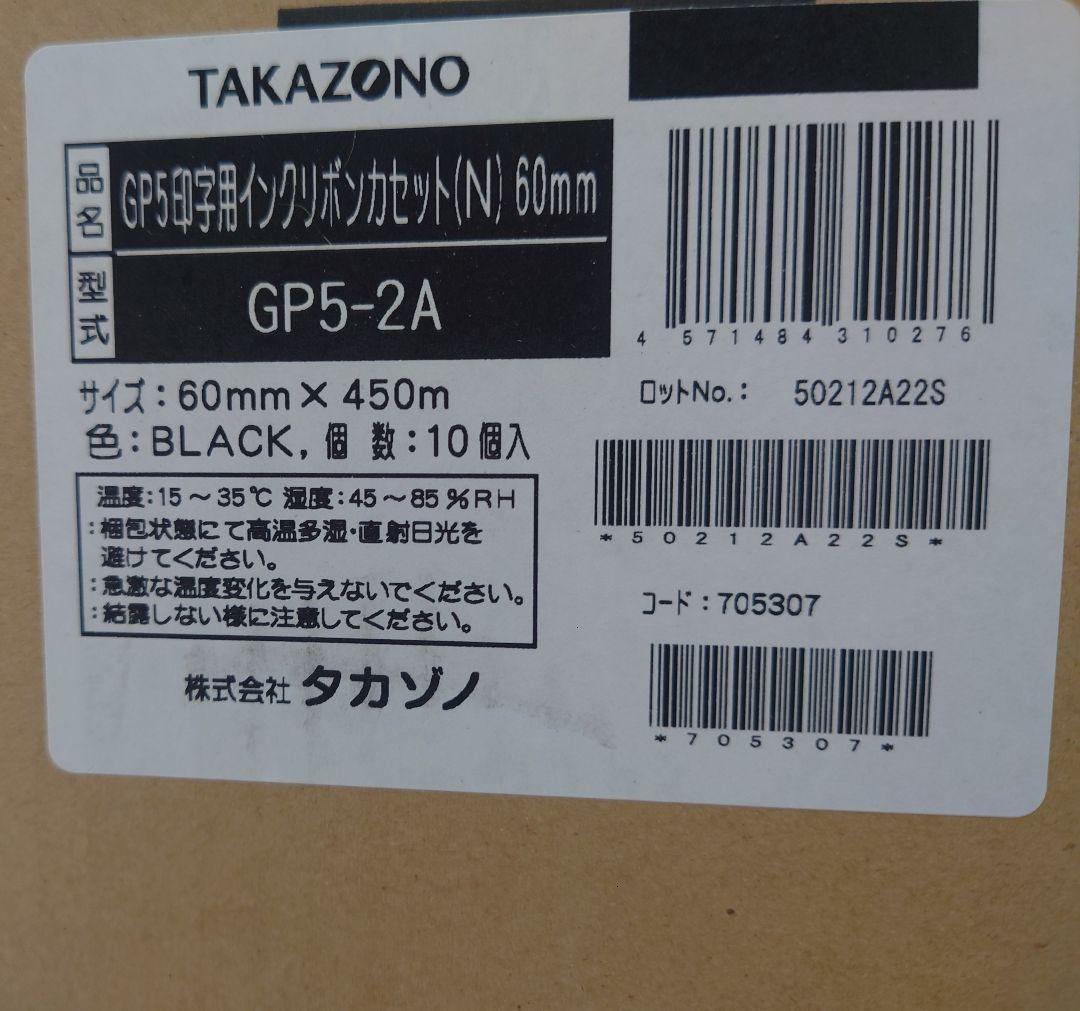 TAKAZONO
品名 GP5印字用インクリボンカセット(N) 60mm
型式 GP5-2A
サイズ：60mm×450m
色：BLACK, 個 数：10個入
温度：15～35℃ 湿度：45～85%RH
：梱包状態にて高温多湿・直射日光を
避けてください。
：急激な温度変化を与えないでください。
：結露しない様に注意してください。
株式会社 タカゾノ
4 571484 310276
ロットNo.： 50212A22S
*50212A22S*
コード：705307
*705307*